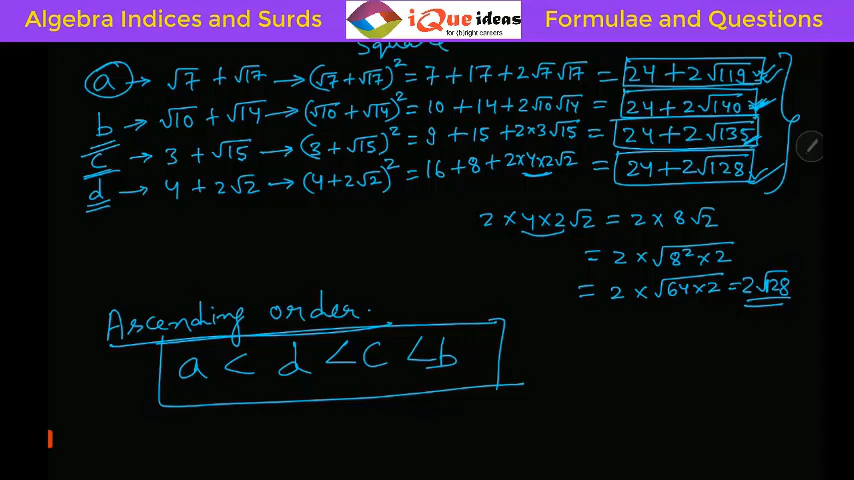 Algebra Indices and Surds
iQue ideas
for (b)right careers
Formulae and Questions
Square
a → √7 + √17 → (√7 + √17)² = 7 + 17 + 2√7√17 = 24 + 2√119
b → √10 + √14 → (√10 + √14)² = 10 + 14 + 2√10√14 = 24 + 2√140
c → 3 + √15 → (3 + √15)² = 9 + 15 + 2×3√15 = 24 + 2√135
d → 4 + 2√2 → (4 + 2√2)² = 16 + 8 + 2×4×2√2 = 24 + 2√128
2 × 4 × 2√2 = 2 × 8√2
= 2 × √8² × 2
= 2 × √64 × 2 = 2√128
Ascending order.
a < d < c < b